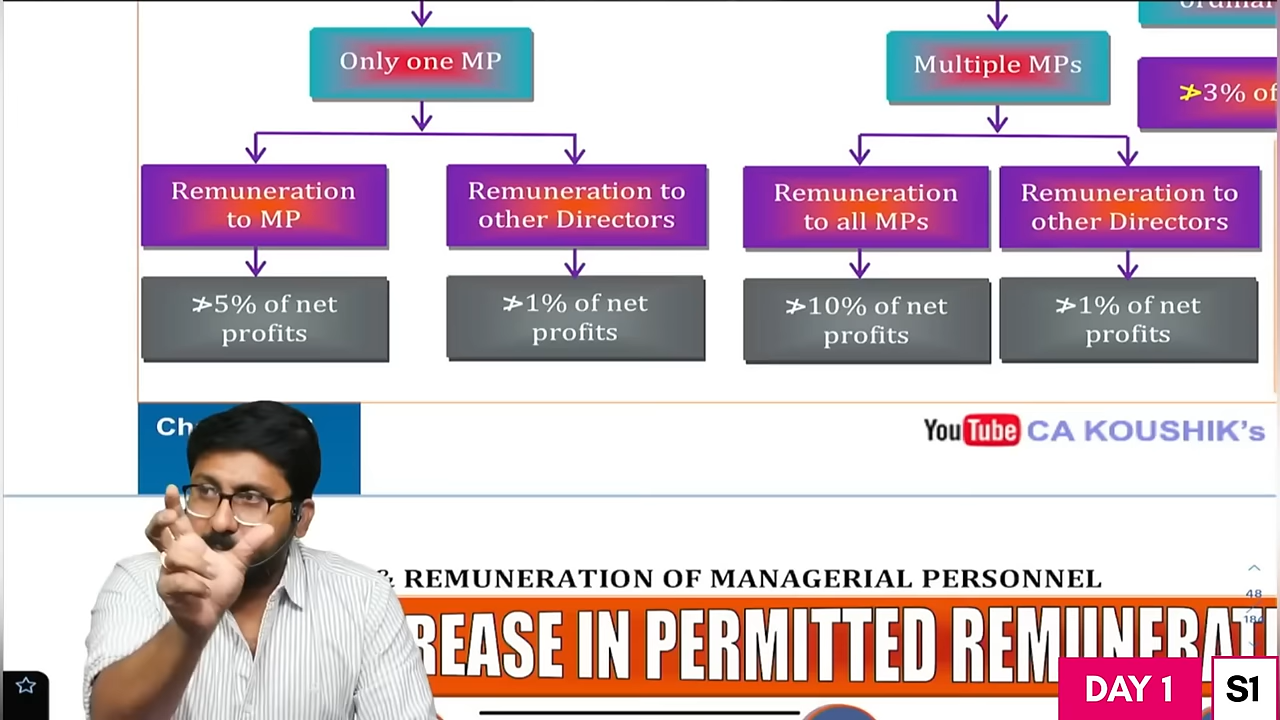 Only one MP
Multiple MPs
≯3% of
Remuneration
to MP
Remuneration to
other Directors
Remuneration
to all MPs
Remuneration to
other Directors
≯5% of net
profits
≯1% of net
profits
≯10% of net
profits
≯1% of net
profits
Ch
YouTube CA KOUSHIK's
& REMUNERATION OF MANAGERIAL PERSONNEL
REASE IN PERMITTED REMUNERATI
48
DAY 1
S1